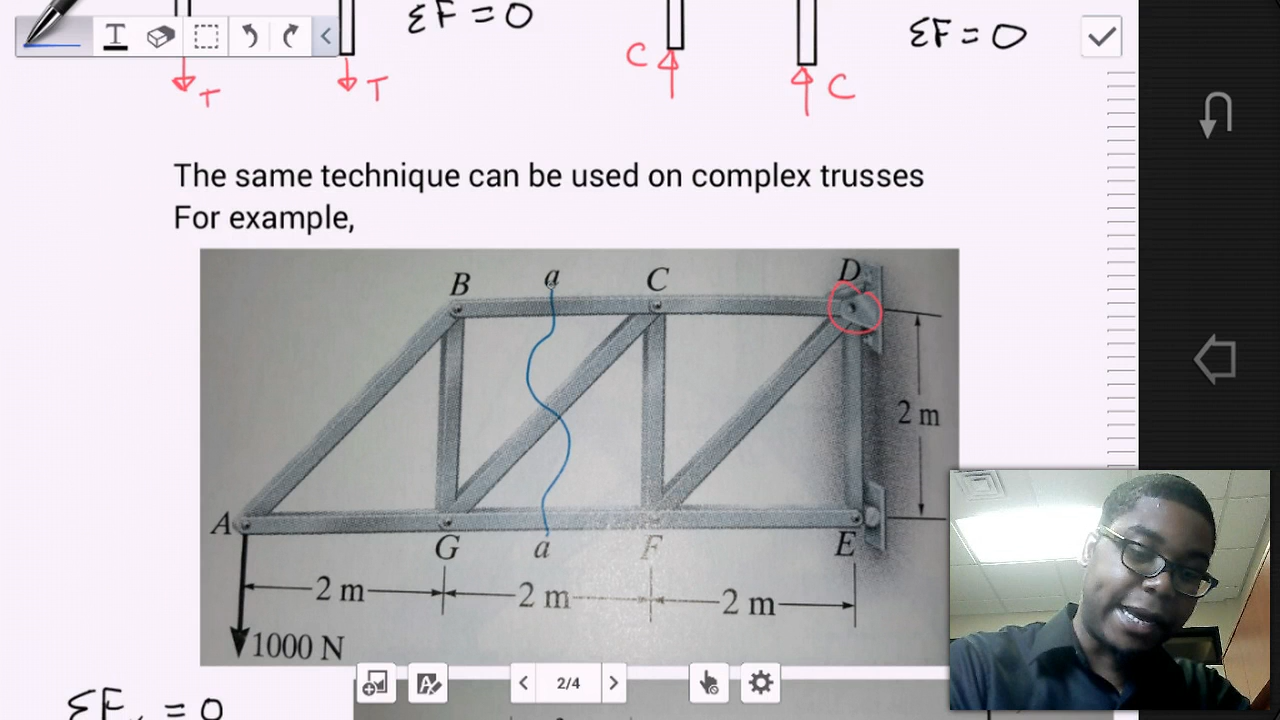 T
ΣF = 0
ΣF = 0
T
T
C
C
The same technique can be used on complex trusses
For example,
B
a
C
D
2 m
A
G
a
F
E
2 m
2 m
2 m
1000 N
2/4
= 0